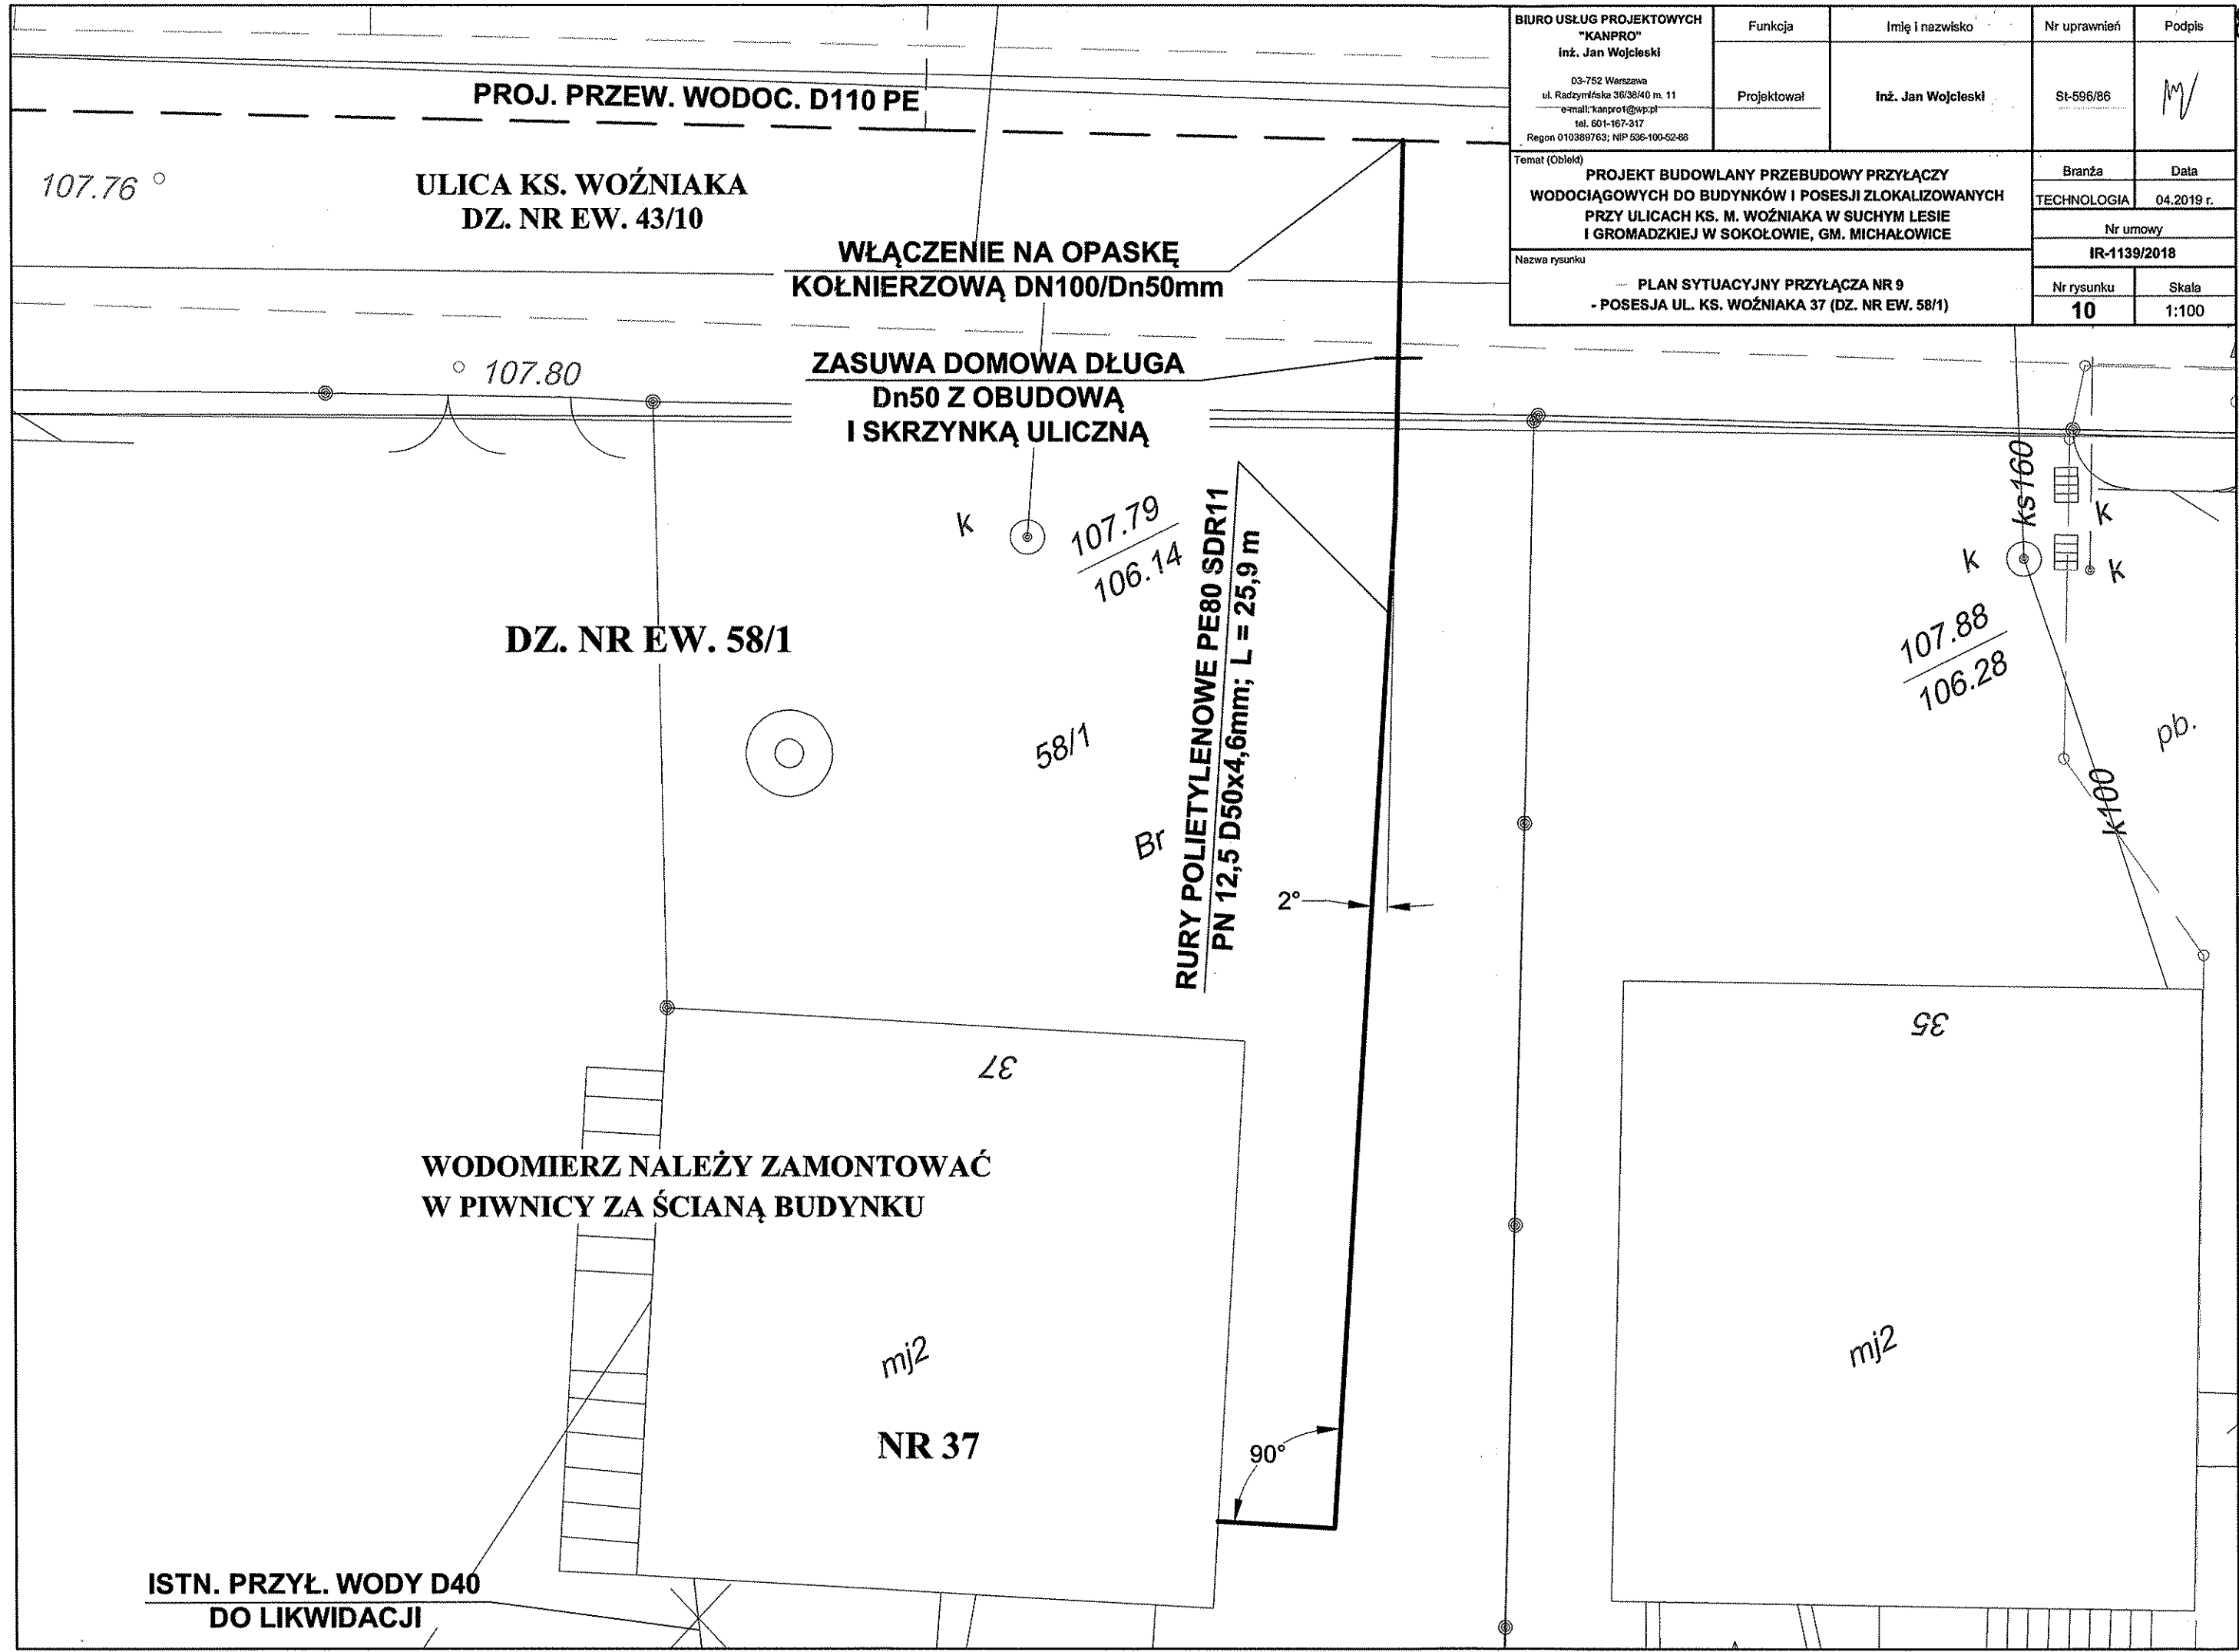 BIURO USŁUG PROJEKTOWYCH
"KANPRO"
inż. Jan Wojcieski
03-752 Warszawa
ul. Radzymińska 36/38/40 m. 11
e-mail: kanpro1@wp.pl
tel. 601-167-317
Regon 010389763; NIP 536-100-52-86
Funkcja
Imię i nazwisko
Nr uprawnień
Podpis
Projektował
inż. Jan Wojcieski
St-596/86
Temat (Obiekt)
PROJEKT BUDOWLANY PRZEBUDOWY PRZYŁĄCZY
WODOCIĄGOWYCH DO BUDYNKÓW I POSESJI ZLOKALIZOWANYCH
PRZY ULICACH KS. M. WOŹNIAKA W SUCHYM LESIE
I GROMADZKIEJ W SOKOŁOWIE, GM. MICHAŁOWICE
Branża
Data
TECHNOLOGIA
04.2019 r.
Nr umowy
IR-1139/2018
Nazwa rysunku
PLAN SYTUACYJNY PRZYŁĄCZA NR 9
- POSESJA UL. KS. WOŹNIAKA 37 (DZ. NR EW. 58/1)
Nr rysunku
Skala
10
1:100
PROJ. PRZEW. WODOC. D110 PE
107.76
ULICA KS. WOŹNIAKA
DZ. NR EW. 43/10
WŁĄCZENIE NA OPASKĘ
KOŁNIERZOWĄ DN100/Dn50mm
107.80
ZASUWA DOMOWA DŁUGA
Dn50 Z OBUDOWĄ
I SKRZYNKĄ ULICZNĄ
k
107.79
106.14
RURY POLIETYLENOWE PE80 SDR11
PN 12,5 D50x4,6mm; L = 25,9 m
ks160
k
k
k
107.88
106.28
DZ. NR EW. 58/1
58/1
pb.
k100
Br
2°
37
35
WODOMIERZ NALEŻY ZAMONTOWAĆ
W PIWNICY ZA ŚCIANĄ BUDYNKU
mj2
mj2
NR 37
90°
ISTN. PRZYŁ. WODY D40
DO LIKWIDACJI